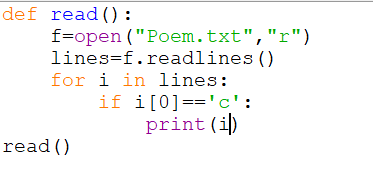 def read():
    f=open("Poem.txt","r")
    lines=f.readlines()
    for i in lines:
        if i[0]=='c':
            print(i)
read()